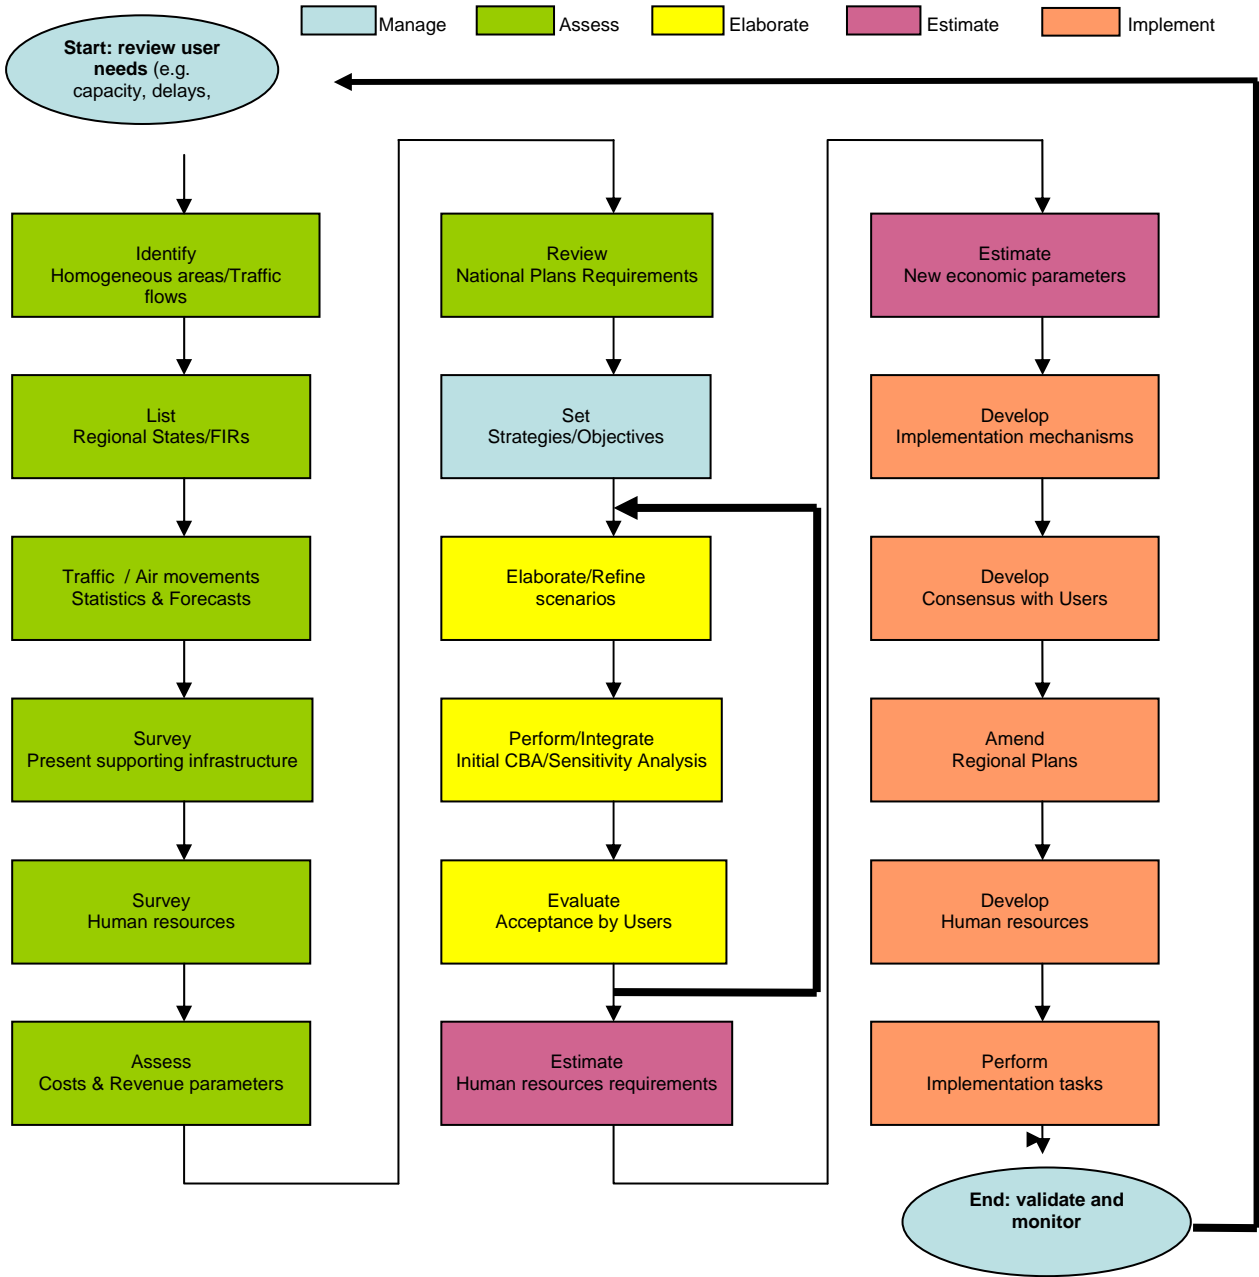 Manage
Assess
Elaborate
Estimate
Implement
Start: review user
needs (e.g.
capacity, delays,
Identify
Homogeneous areas/Traffic
flows
List
Regional States/FIRs
Traffic / Air movements
Statistics & Forecasts
Survey
Present supporting infrastructure
Survey
Human resources
Assess
Costs & Revenue parameters
Review
National Plans Requirements
Set
Strategies/Objectives
Elaborate/Refine
scenarios
Perform/Integrate
Initial CBA/Sensitivity Analysis
Evaluate
Acceptance by Users
Estimate
Human resources requirements
Estimate
New economic parameters
Develop
Implementation mechanisms
Develop
Consensus with Users
Amend
Regional Plans
Develop
Human resources
Perform
Implementation tasks
End: validate and
monitor